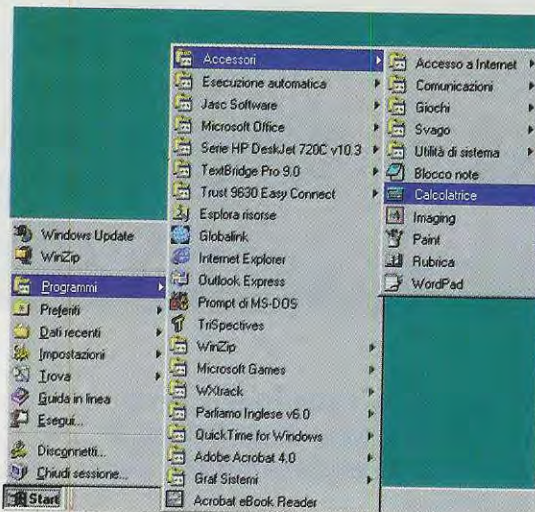 Windows Update
WinZip
Programmi
Preferiti
Dati recenti
Impostazioni
Trova
Guida in linea
Esegui...
Disconnetti...
Chiudi sessione...
Start
Accessori
Esecuzione automatica
Jasc Software
Microsoft Office
Serie HP DeskJet 720C v10.3
TextBridge Pro 9.0
Trust 9630 Easy Connect
Esplora risorse
Globalink
Internet Explorer
Outlook Express
Prompt di MS-DOS
TriSpectives
WinZip
Microsoft Games
WXtrack
Parliamo Inglese v6.0
QuickTime for Windows
Adobe Acrobat 4.0
Graf Sistemi
Acrobat eBook Reader
Accesso a Internet
Comunicazioni
Giochi
Svago
Utilità di sistema
Blocco note
Calcolatrice
Imaging
Paint
Rubrica
WordPad